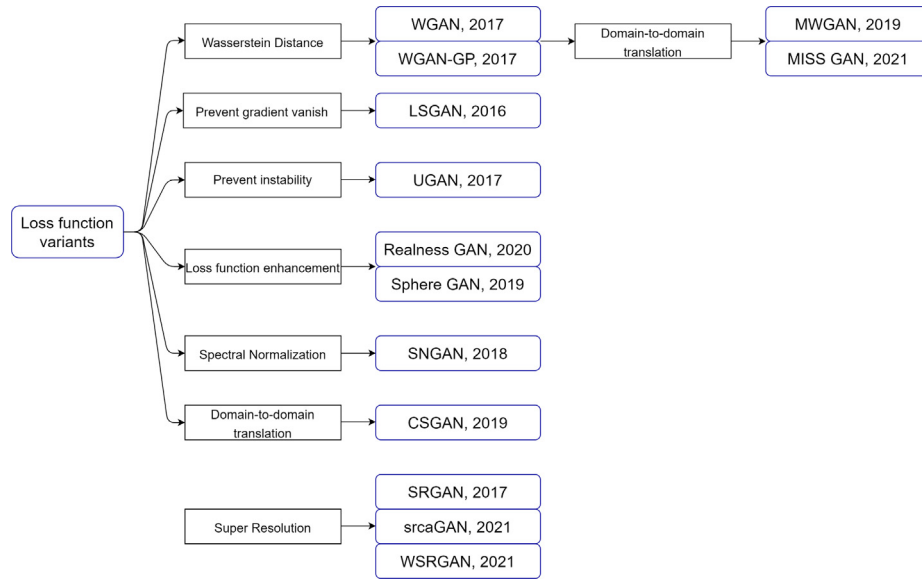 Loss function
variants
Wasserstein Distance
WGAN, 2017
WGAN-GP, 2017
Domain-to-domain
translation
MWGAN, 2019
MISS GAN, 2021
Prevent gradient vanish
LSGAN, 2016
Prevent instability
UGAN, 2017
Loss function enhancement
Realness GAN, 2020
Sphere GAN, 2019
Spectral Normalization
SNGAN, 2018
Domain-to-domain
translation
CSGAN, 2019
Super Resolution
SRGAN, 2017
srcaGAN, 2021
WSRGAN, 2021